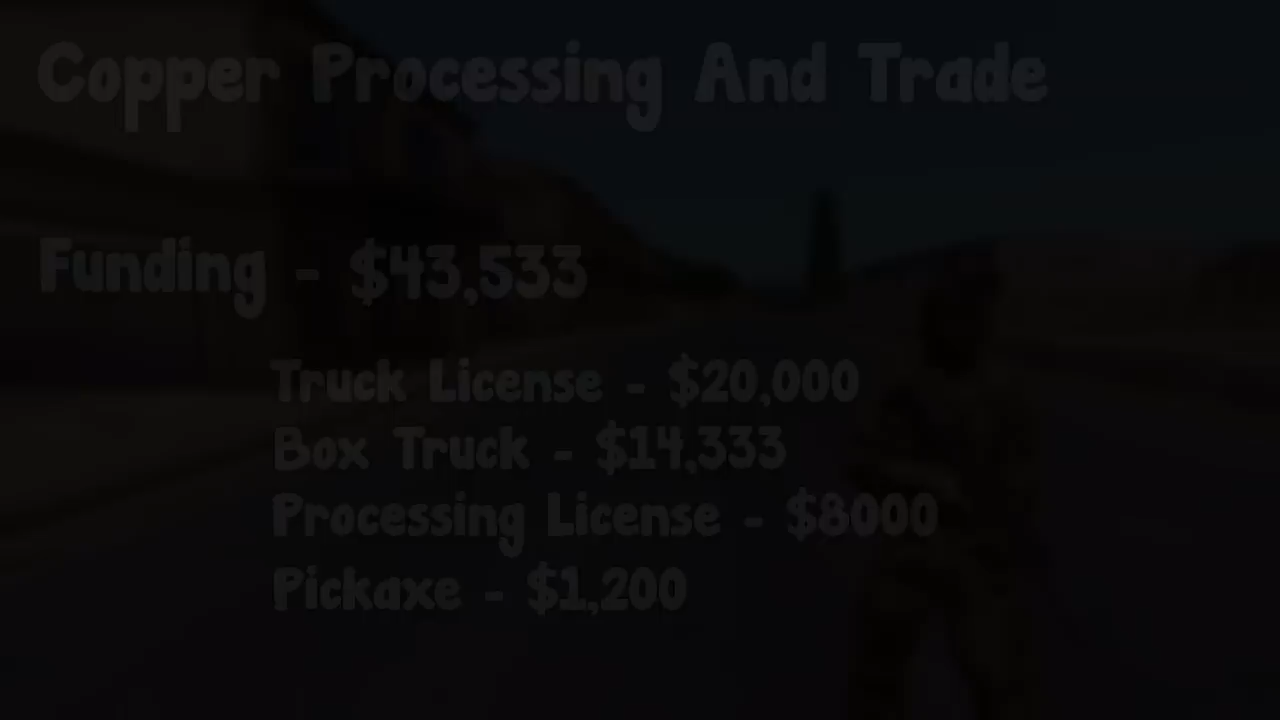 Copper Processing And Trade
Funding - $43,533
Truck License - $20,000
Box Truck - $14,333
Processing License - $8000
Pickaxe - $1,200